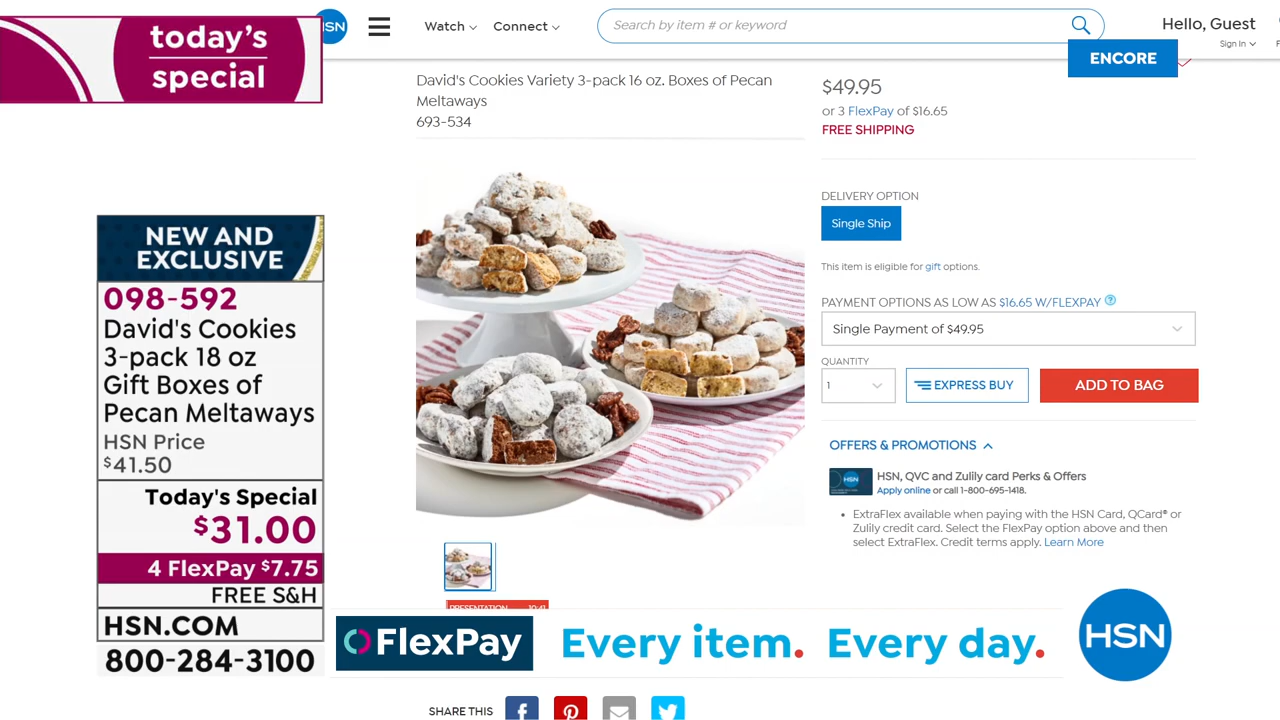 today's
special
HSN
Watch
Connect
Search by item # or keyword
Hello, Guest
Sign In
ENCORE
David's Cookies Variety 3-pack 16 oz. Boxes of Pecan
Meltaways
693-534
$49.95
or 3 FlexPay of $16.65
FREE SHIPPING
DELIVERY OPTION
Single Ship
This item is eligible for gift options.
PAYMENT OPTIONS AS LOW AS $16.65 W/FLEXPAY ?
Single Payment of $49.95
QUANTITY
1
EXPRESS BUY
ADD TO BAG
OFFERS & PROMOTIONS
HSN
HSN, QVC and Zulily card Perks & Offers
Apply online or call 1-800-695-1418.
• ExtraFlex available when paying with the HSN Card, QCard® or
Zulily credit card. Select the FlexPay option above and then
select ExtraFlex. Credit terms apply. Learn More
NEW AND
EXCLUSIVE
098-592
David's Cookies
3-pack 18 oz
Gift Boxes of
Pecan Meltaways
HSN Price
$41.50
Today's Special
$31.00
4 FlexPay $7.75
FREE S&H
HSN.COM
800-284-3100
PRESENTATION 10:41
FlexPay Every item. Every day.
HSN
SHARE THIS